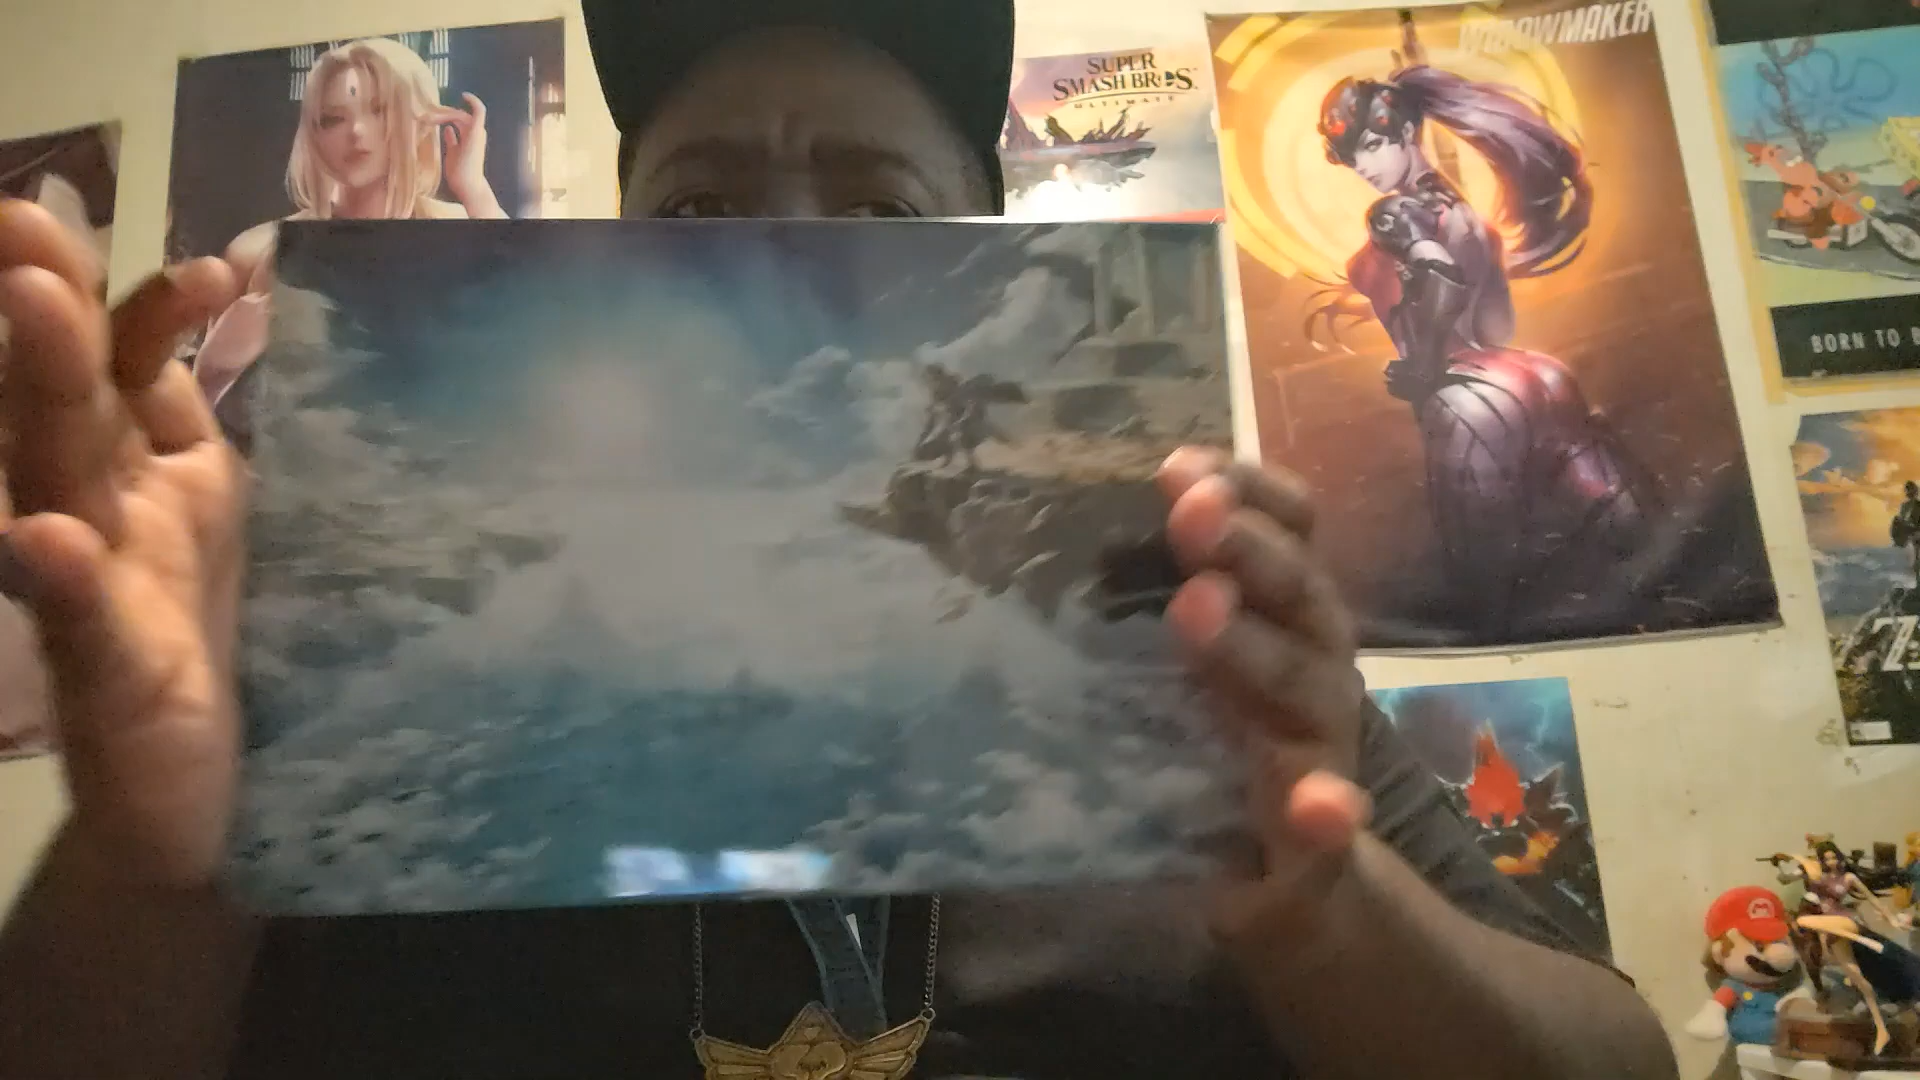 SUPER
SMASH BROS.
ULTIMATE
WIDOWMAKER
BORN TO